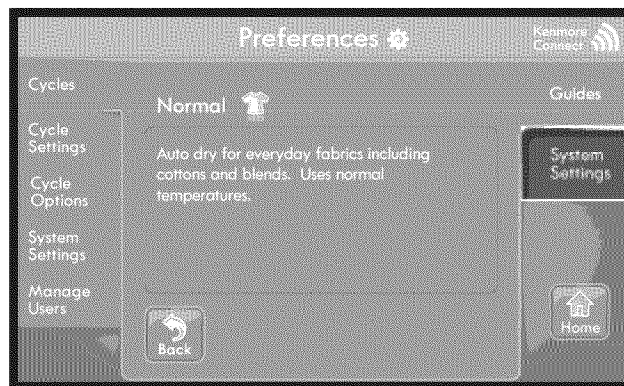 Preferences
Kenmore
Connect
Cycles
Cycle
Settings
Cycle
Options
System
Settings
Manage
Users
Normal
Auto dry for everyday fabrics including
cottons and blends. Uses normal
temperatures.
Back
Guides
System
Settings
Home